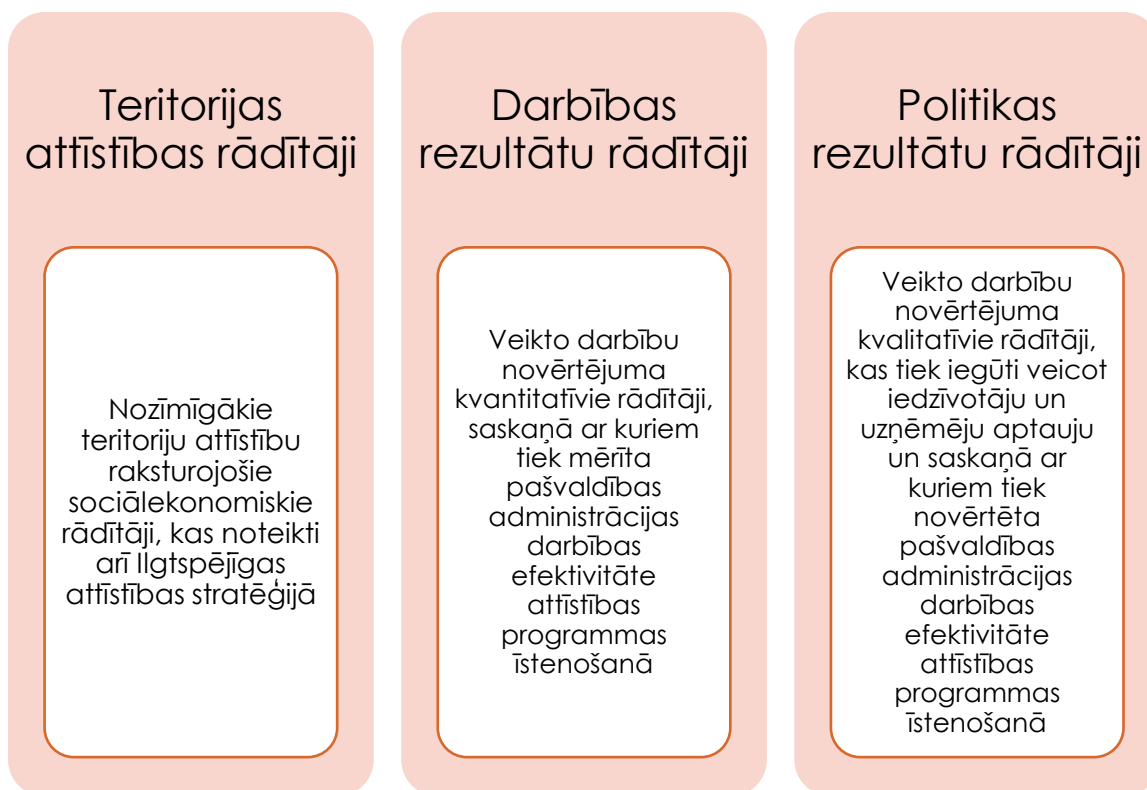 Teritorijas
attīstības rādītāji
Nozīmīgākie
teritoriju attīstību
raksturojošie
sociālekonomiskie
rādītāji, kas noteikti
arī Ilgtspējīgas
attīstības stratēģijā
Darbības
rezultātu rādītāji
Veikto darbību
novērtējuma
kvantitatīvie rādītāji,
saskaņā ar kuriem
tiek mērīta
pašvaldības
administrācijas
darbības
efektivitāte
attīstības
programmas
īstenošanā
Politikas
rezultātu rādītāji
Veikto darbību
novērtējuma
kvalitatīvie rādītāji,
kas tiek iegūti veicot
iedzīvotāju un
uzņēmēju aptauju
un saskaņā ar
kuriem tiek
novērtēta
pašvaldības
administrācijas
darbības
efektivitāte
attīstības
programmas
īstenošanā